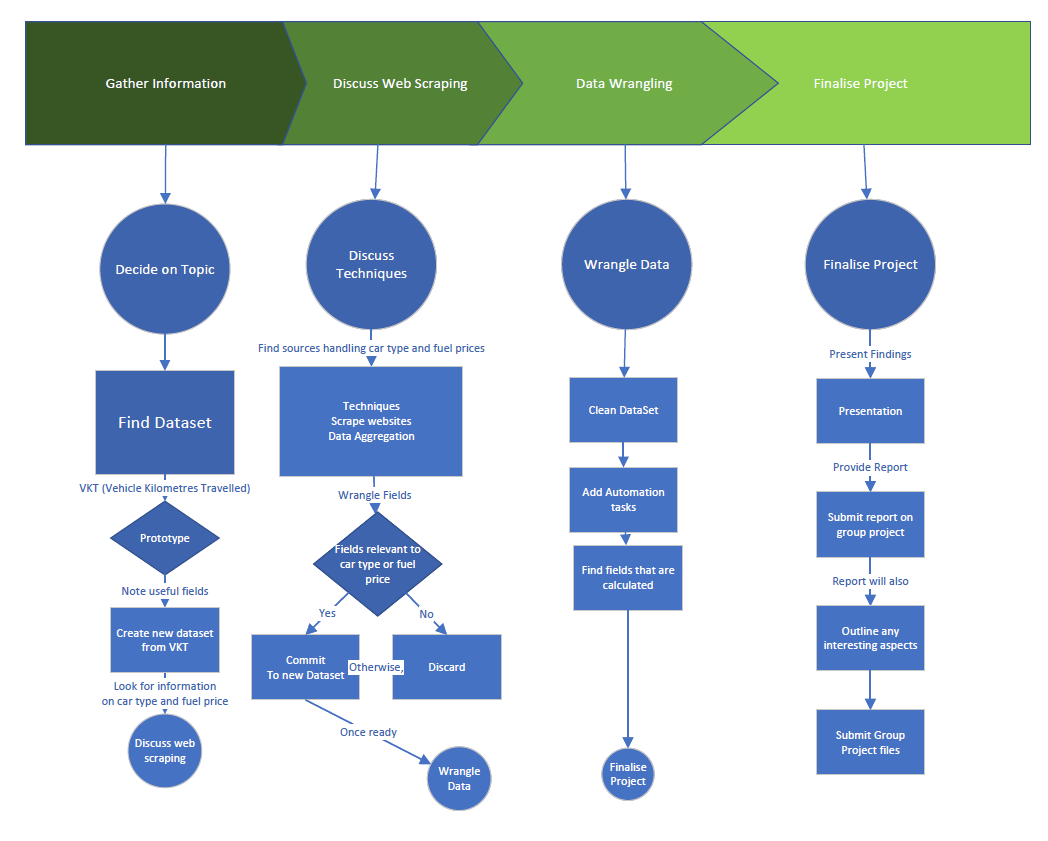 Gather Information
Discuss Web Scraping
Data Wrangling
Finalise Project
Decide on Topic
Find Dataset
VKT (Vehicle Kilometres Travelled)
Prototype
Note useful fields
Create new dataset
from VKT
Look for information
on car type and fuel price
Discuss web
scraping
Discuss
Techniques
Find sources handling car type and fuel prices
Techniques
Scrape websites
Data Aggregation
Wrangle Fields
Fields relevant to
car type or fuel
price
Yes
No
Commit
To new Dataset
Otherwise,
Discard
Once ready
Wrangle
Data
Wrangle Data
Clean DataSet
Add Automation
tasks
Find fields that are
calculated
Finalise
Project
Finalise Project
Present Findings
Presentation
Provide Report
Submit report on
group project
Report will also
Outline any
interesting aspects
Submit Group
Project files